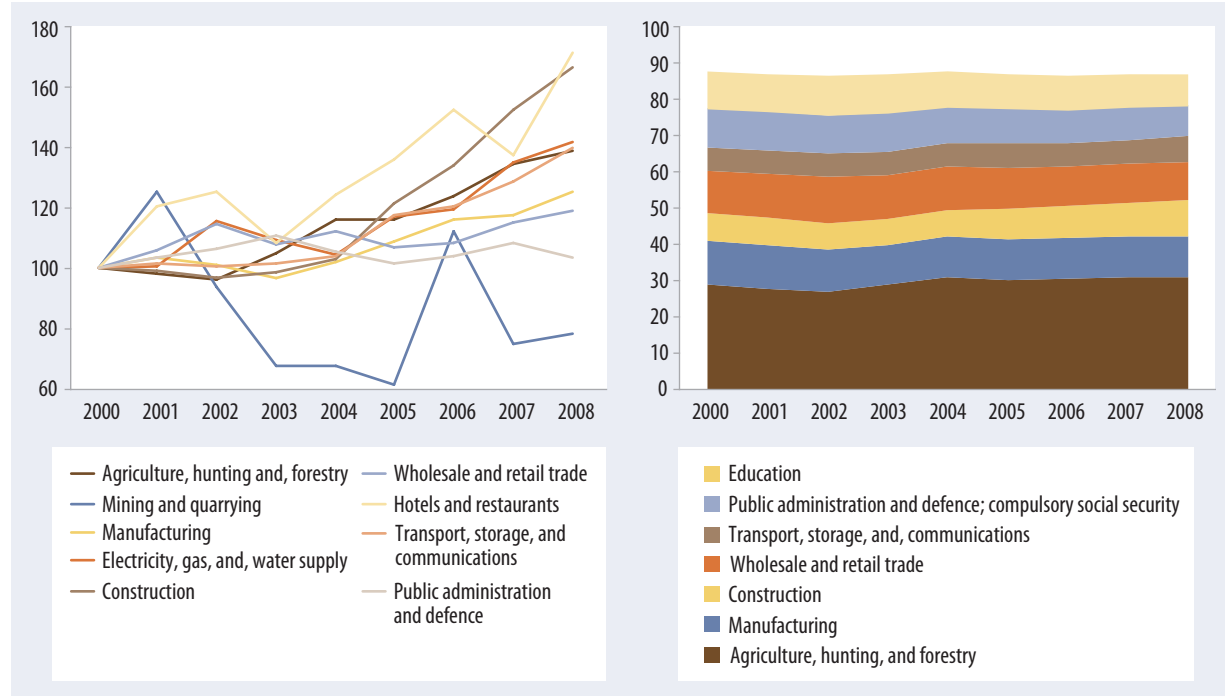 180
160
140
120
100
80
60
2000 2001 2002 2003 2004 2005 2006 2007 2008
Agriculture, hunting and, forestry
Mining and quarrying
Manufacturing
Electricity, gas, and, water supply
Construction
Wholesale and retail trade
Hotels and restaurants
Transport, storage, and
communications
Public administration
and defence
100
90
80
70
60
50
40
30
20
10
0
2000 2001 2002 2003 2004 2005 2006 2007 2008
Education
Public administration and defence; compulsory social security
Transport, storage, and, communications
Wholesale and retail trade
Construction
Manufacturing
Agriculture, hunting, and forestry